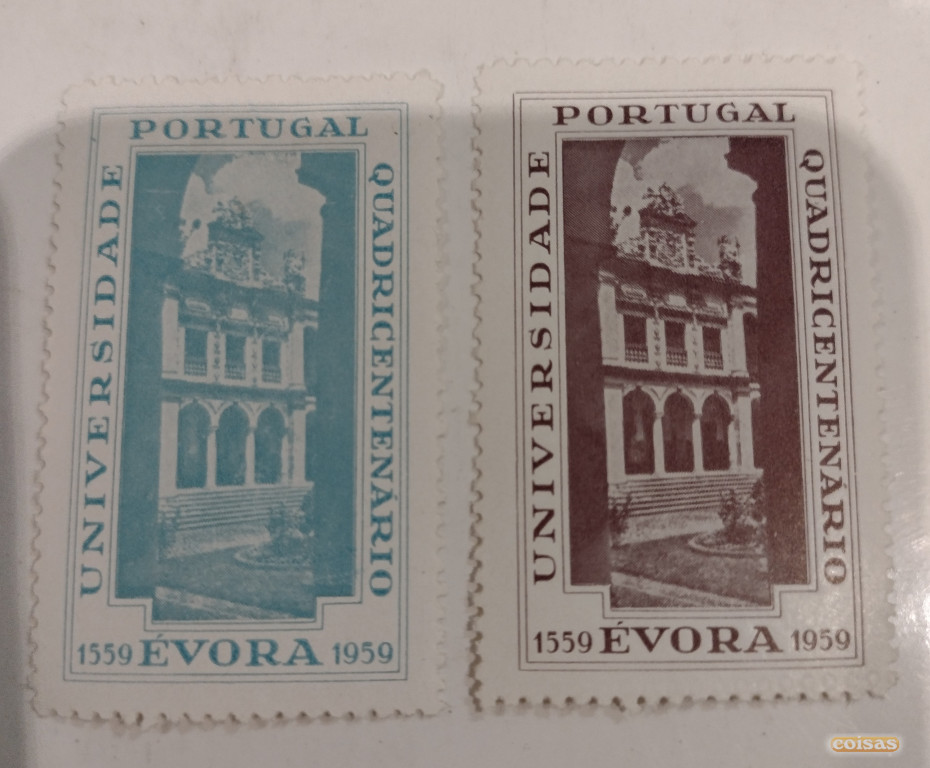 PORTUGAL
UNIVERSIDADE
QUADRICENTENÁRIO
1559 ÉVORA 1959
PORTUGAL
UNIVERSIDADE
QUADRICENTENÁRIO
1559 ÉVORA 1959
coisas